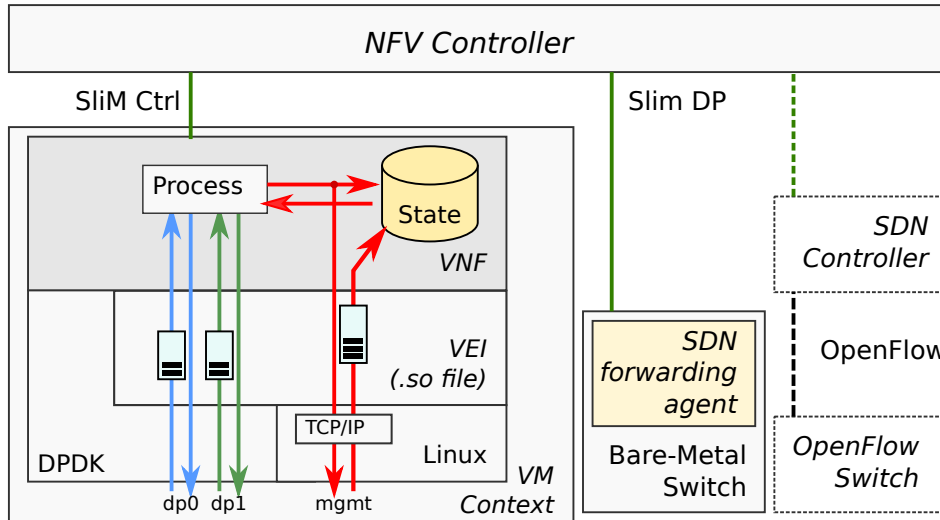 NFV Controller
SliM Ctrl
Slim DP
Process
State
VNF
SDN
Controller
VEI
(.so file)
SDN
forwarding
agent
OpenFlow
TCP/IP
DPDK
Linux
VM
Context
dp0
dp1
mgmt
Bare-Metal
Switch
OpenFlow
Switch